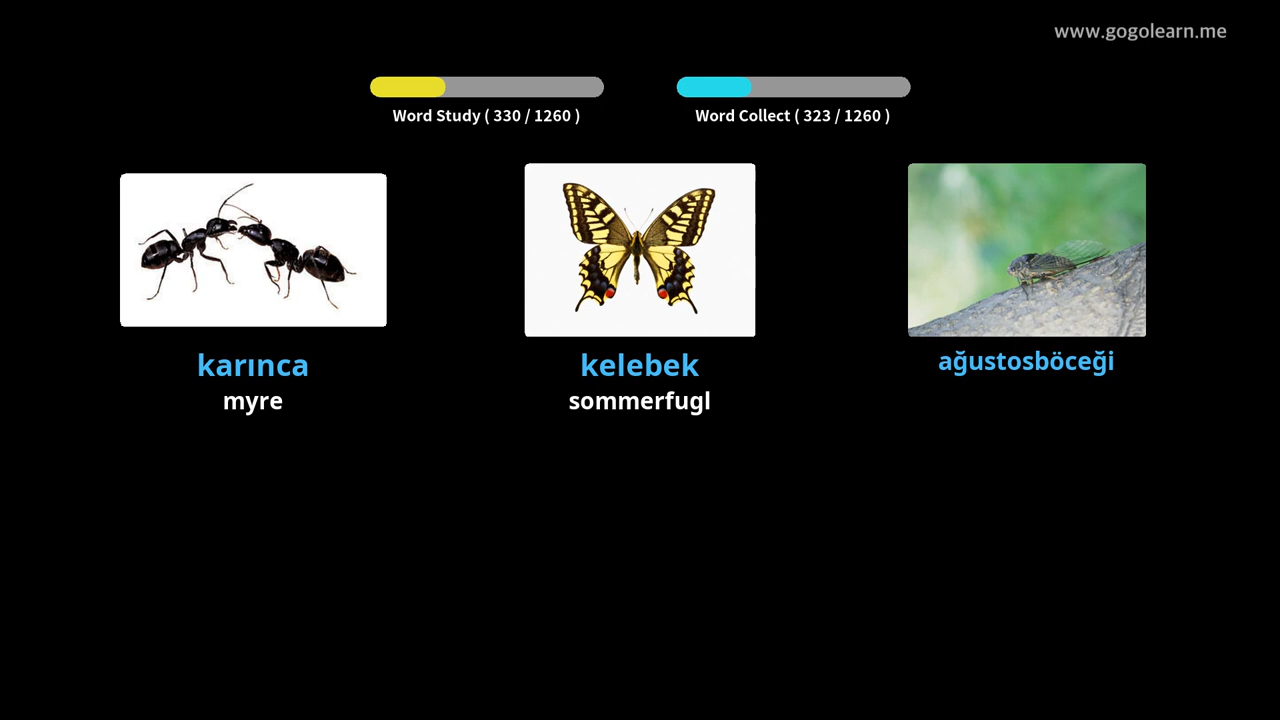 www.gogolearn.me
Word Study ( 330 / 1260 )
Word Collect ( 323 / 1260 )
karınca
kelebek
ağustosböceği
myre
sommerfugl